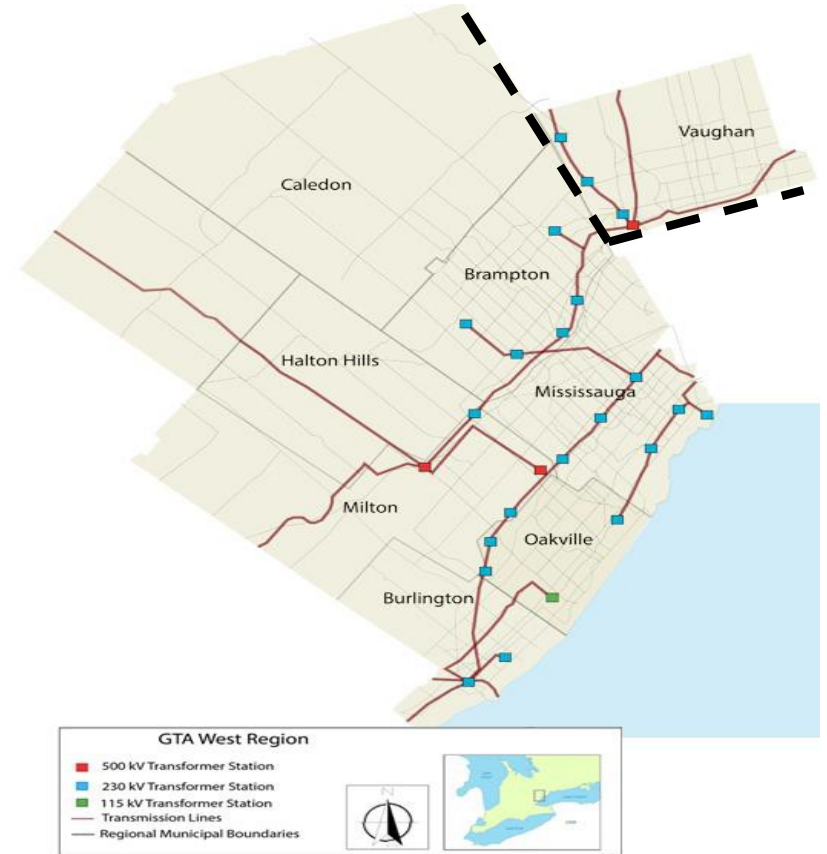 Vaughan
Caledon
Brampton
Halton Hills
Mississauga
Milton
Oakville
Burlington
GTA West Region
500 kV Transformer Station
230 kV Transformer Station
115 kV Transformer Station
Transmission Lines
Regional Municipal Boundaries
N